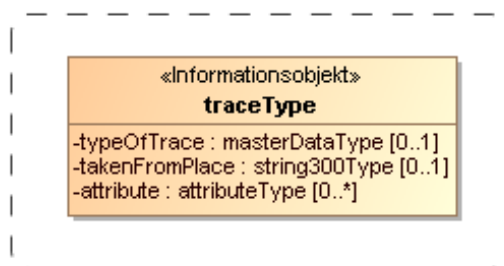 «Informationsobjekt»
traceType
-typeOfTrace : masterDataType [0..1]
-takenFromPlace : string300Type [0..1]
-attribute : attributeType [0..*]